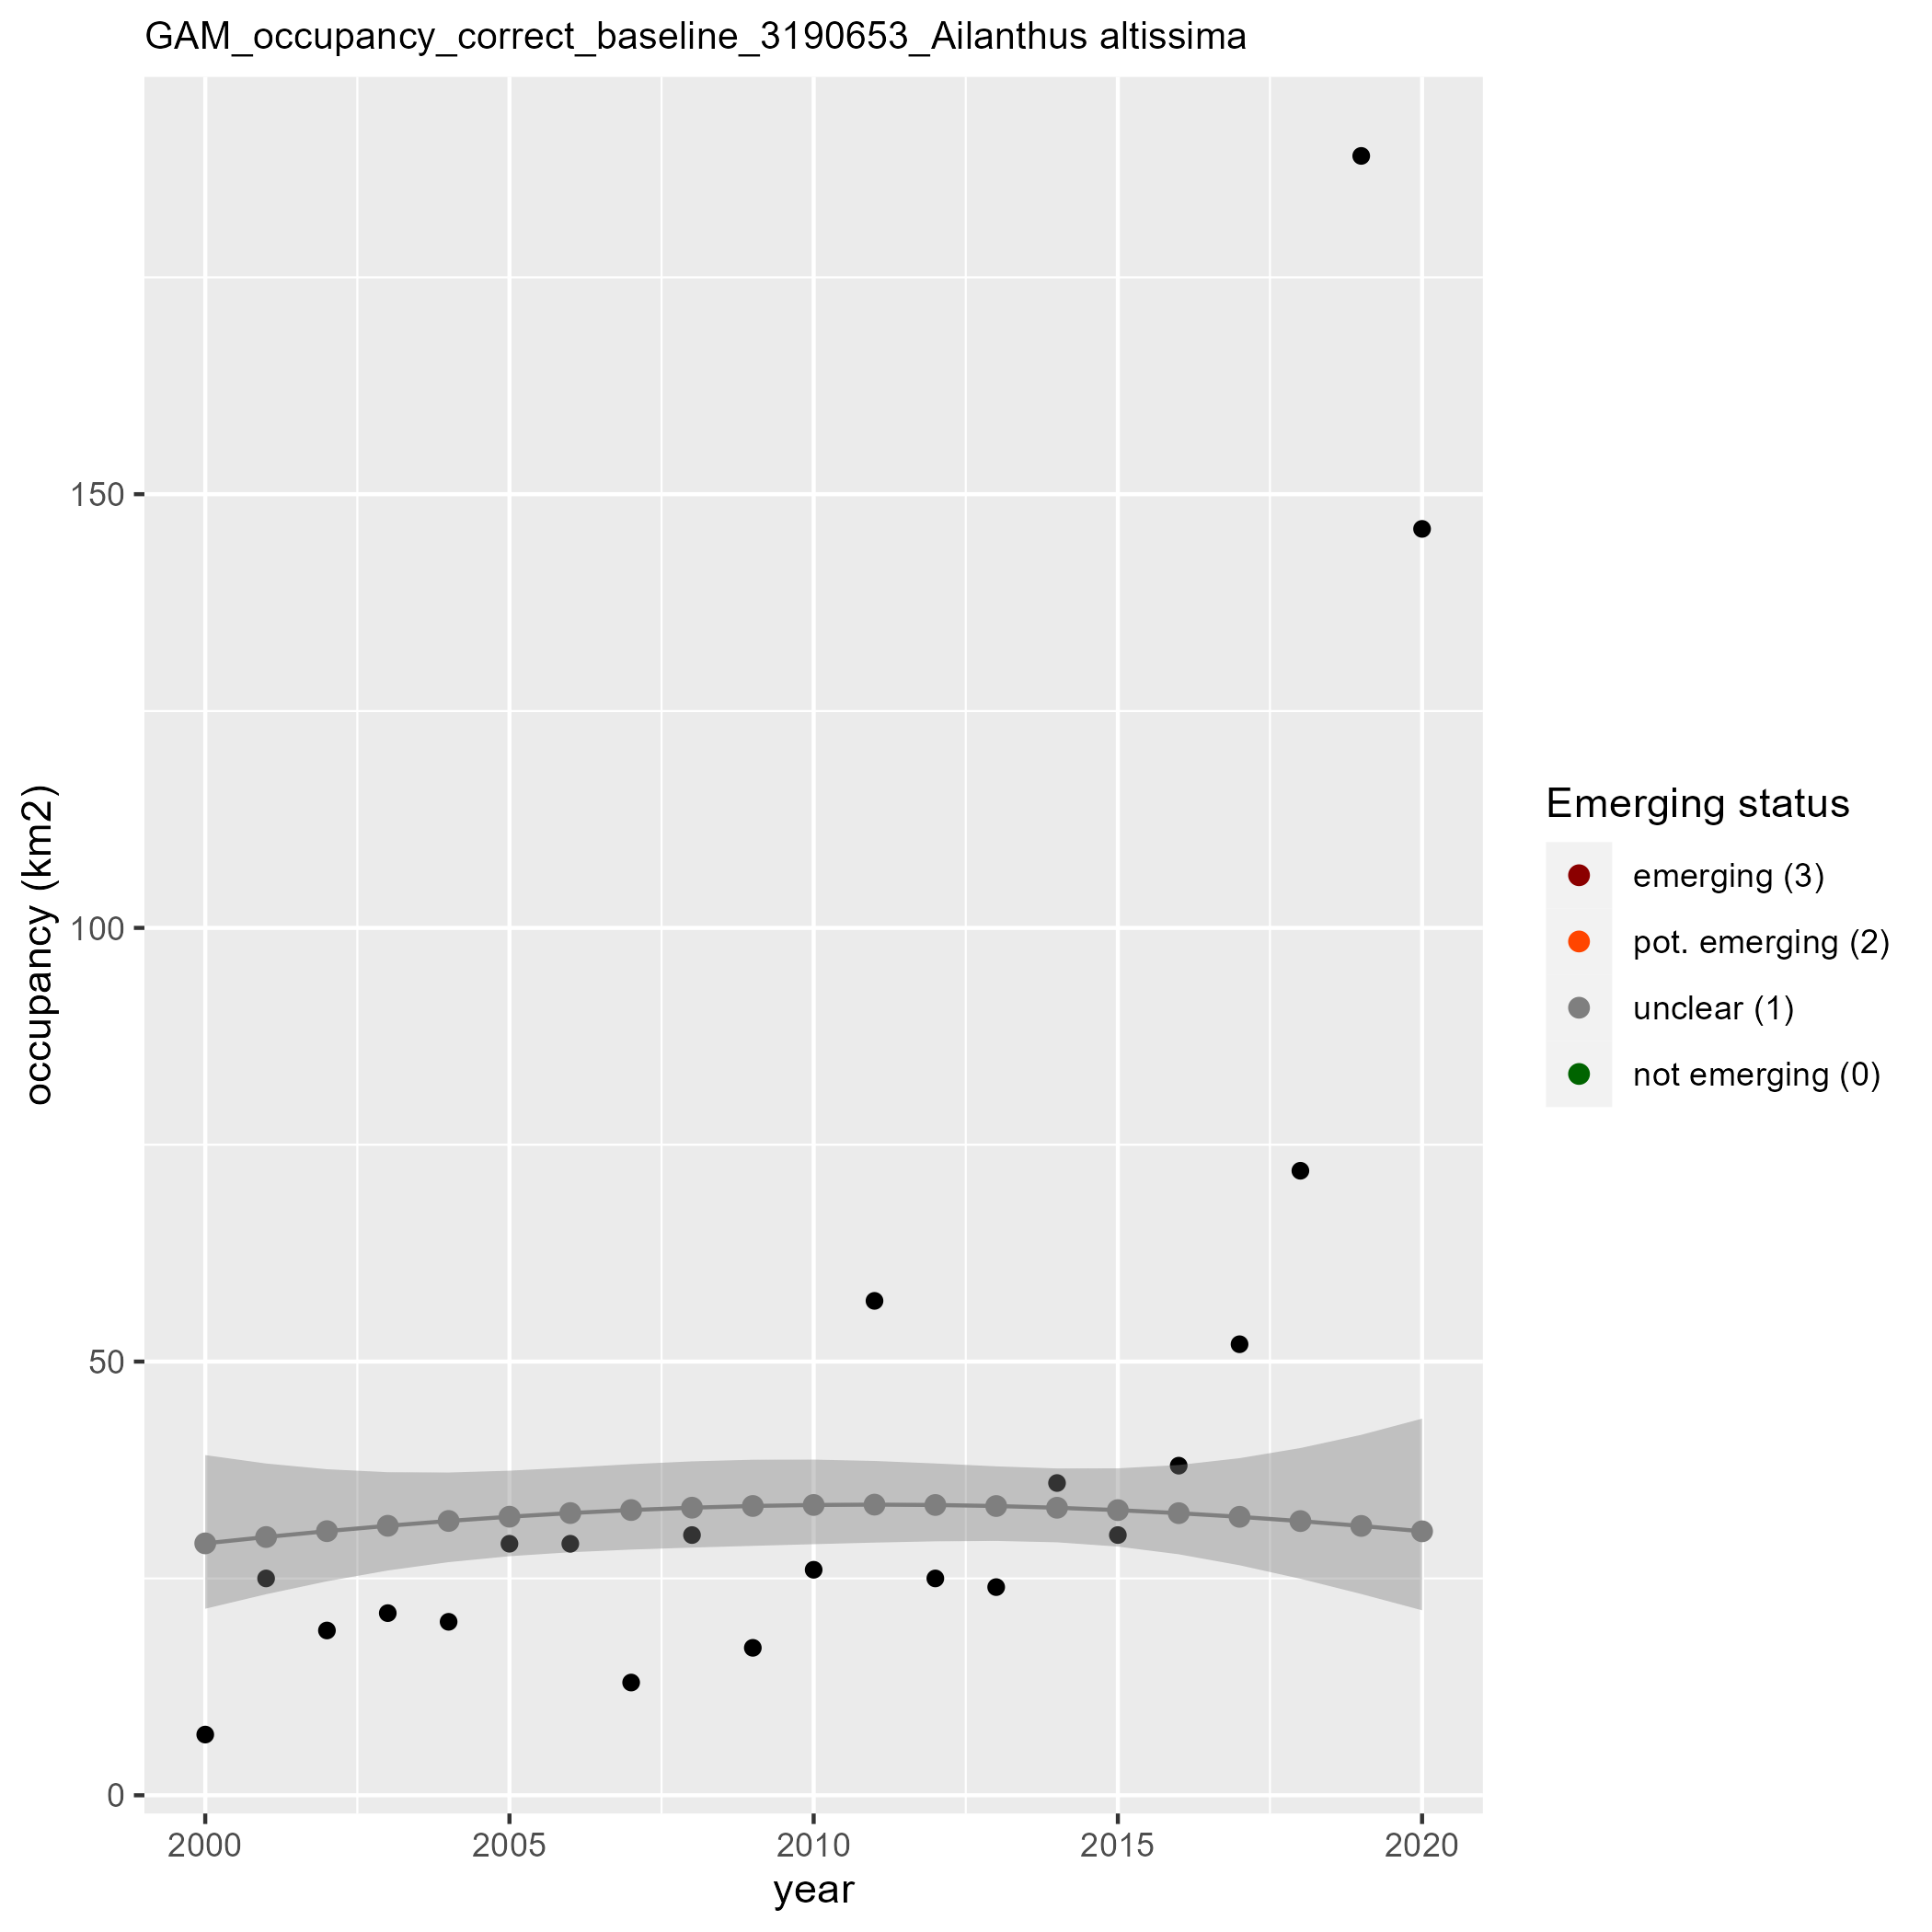 GAM_occupancy_correct_baseline_3190653_Ailanthus altissima
occupancy (km2)
150
100
50
0
2000 2005 2010 2015 2020
year
Emerging status
emerging (3)
pot. emerging (2)
unclear (1)
not emerging (0)